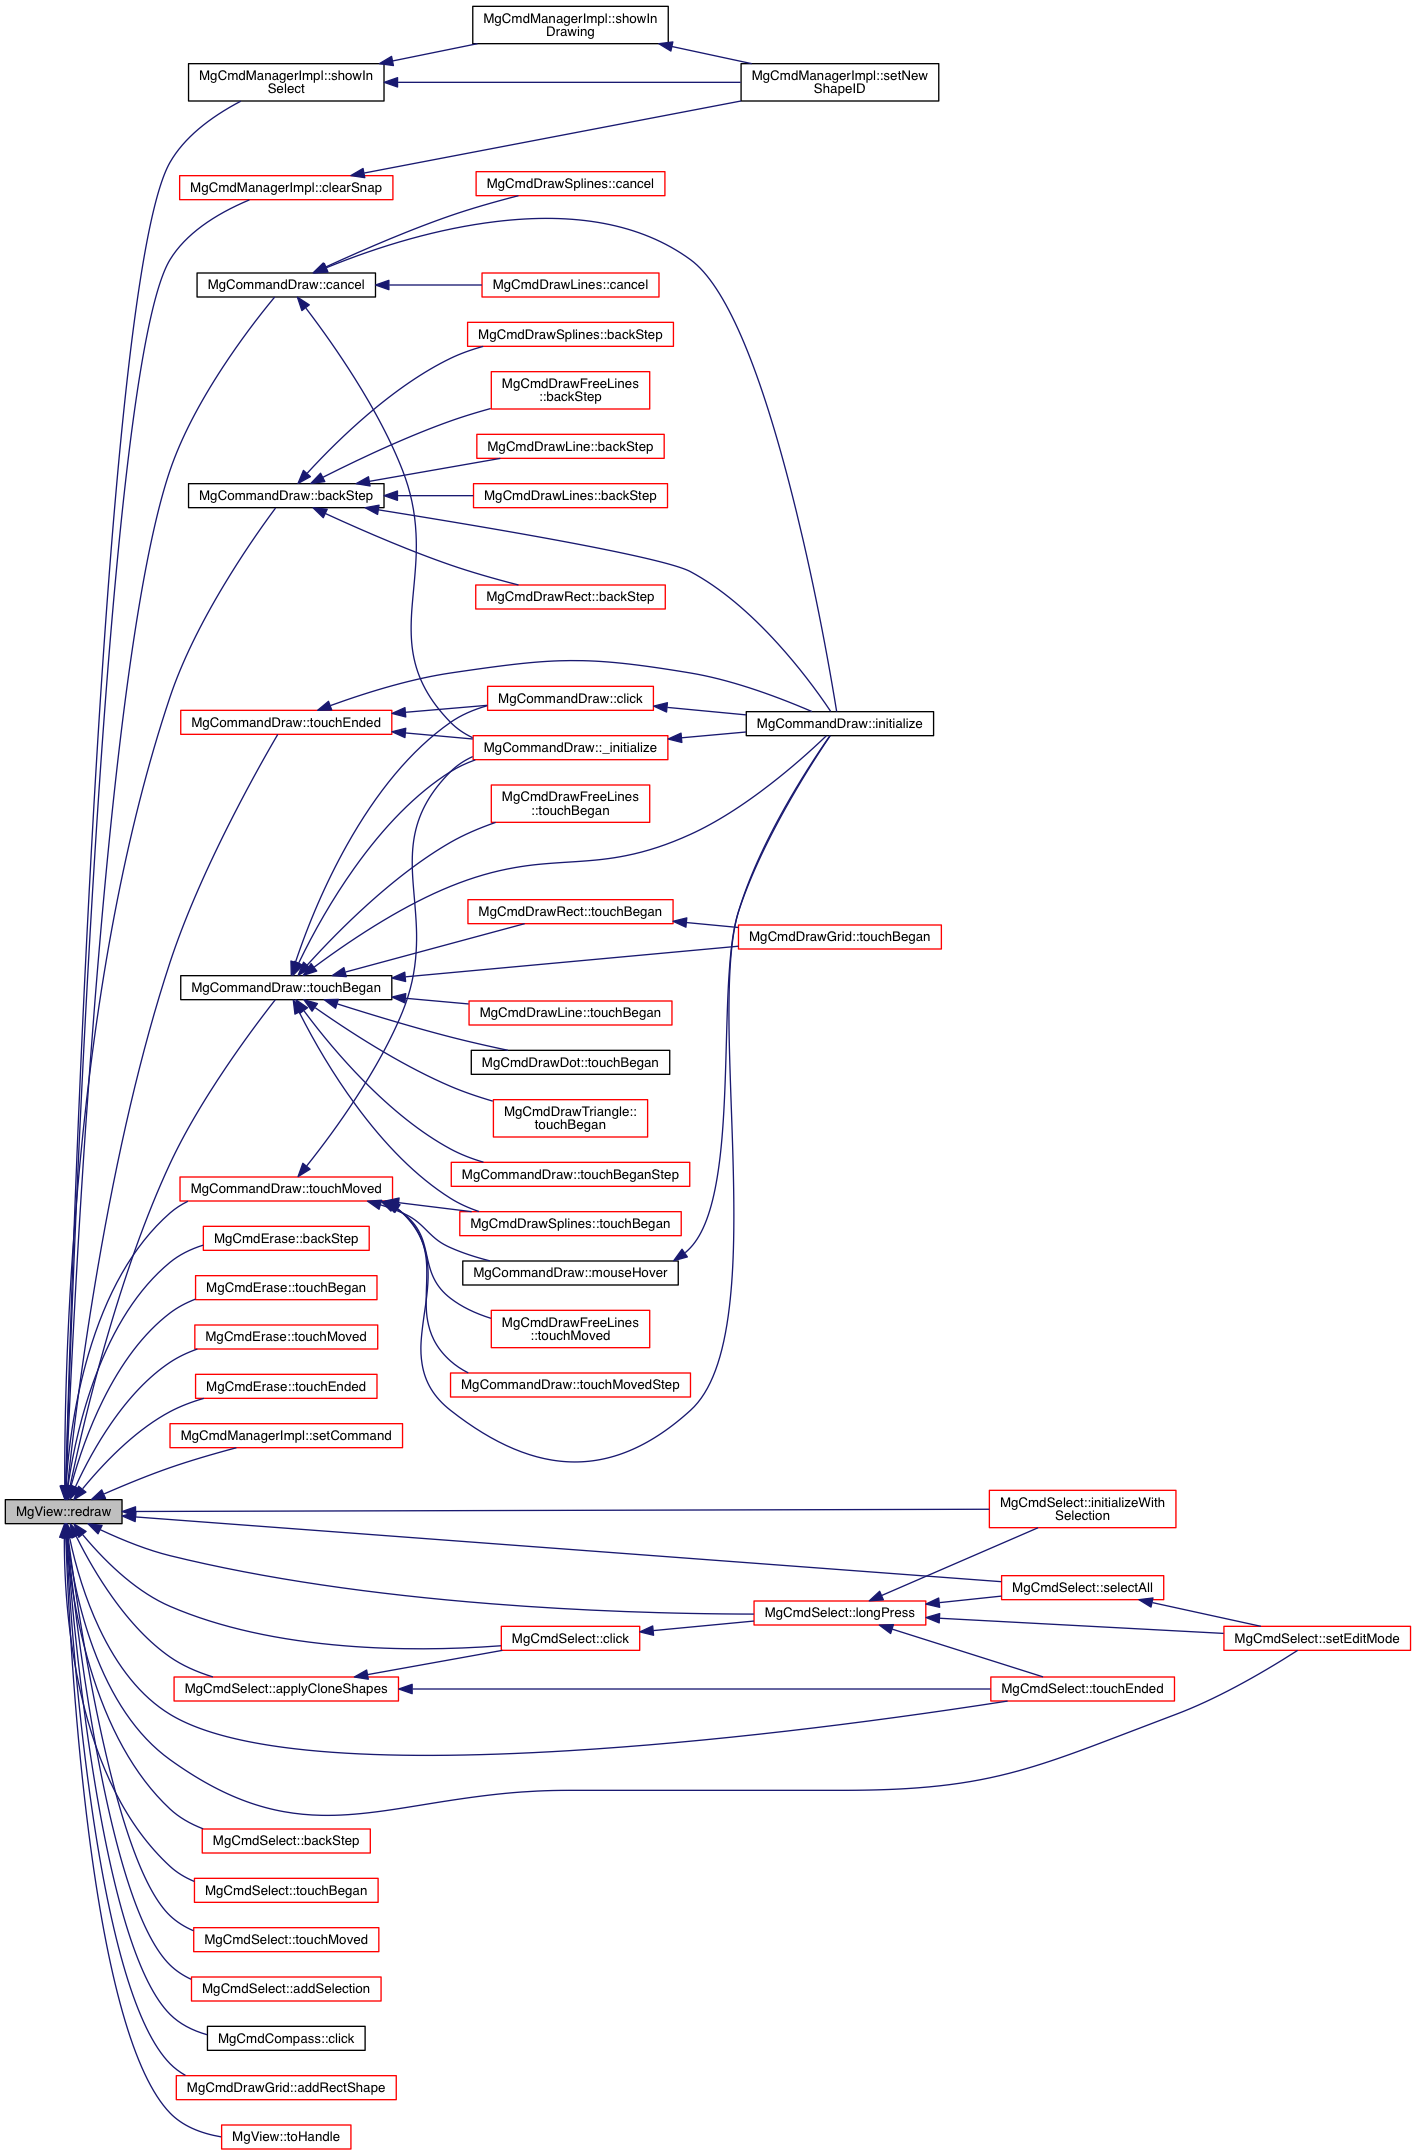 MgCmdManagerImpl::showIn
Drawing
MgCmdManagerImpl::showIn
Select
MgCmdManagerImpl::setNew
ShapeID
MgCmdManagerImpl::clearSnap
MgCmdDrawSplines::cancel
MgCommandDraw::cancel
MgCmdDrawLines::cancel
MgCmdDrawSplines::backStep
MgCmdDrawFreeLines
::backStep
MgCmdDrawLine::backStep
MgCommandDraw::backStep
MgCmdDrawLines::backStep
MgCmdDrawRect::backStep
MgCommandDraw::click
MgCommandDraw::touchEnded
MgCommandDraw::initialize
MgCommandDraw::_initialize
MgCmdDrawFreeLines
::touchBegan
MgCmdDrawRect::touchBegan
MgCmdDrawGrid::touchBegan
MgCommandDraw::touchBegan
MgCmdDrawLine::touchBegan
MgCmdDrawDot::touchBegan
MgCmdDrawTriangle::
touchBegan
MgCommandDraw::touchBeganStep
MgCommandDraw::touchMoved
MgCmdDrawSplines::touchBegan
MgCmdErase::backStep
MgCommandDraw::mouseHover
MgCmdErase::touchBegan
MgCmdDrawFreeLines
::touchMoved
MgCmdErase::touchMoved
MgCommandDraw::touchMovedStep
MgCmdErase::touchEnded
MgCmdManagerImpl::setCommand
MgView::redraw
MgCmdSelect::initializeWith
Selection
MgCmdSelect::selectAll
MgCmdSelect::longPress
MgCmdSelect::click
MgCmdSelect::setEditMode
MgCmdSelect::applyCloneShapes
MgCmdSelect::touchEnded
MgCmdSelect::backStep
MgCmdSelect::touchBegan
MgCmdSelect::touchMoved
MgCmdSelect::addSelection
MgCmdCompass::click
MgCmdDrawGrid::addRectShape
MgView::toHandle